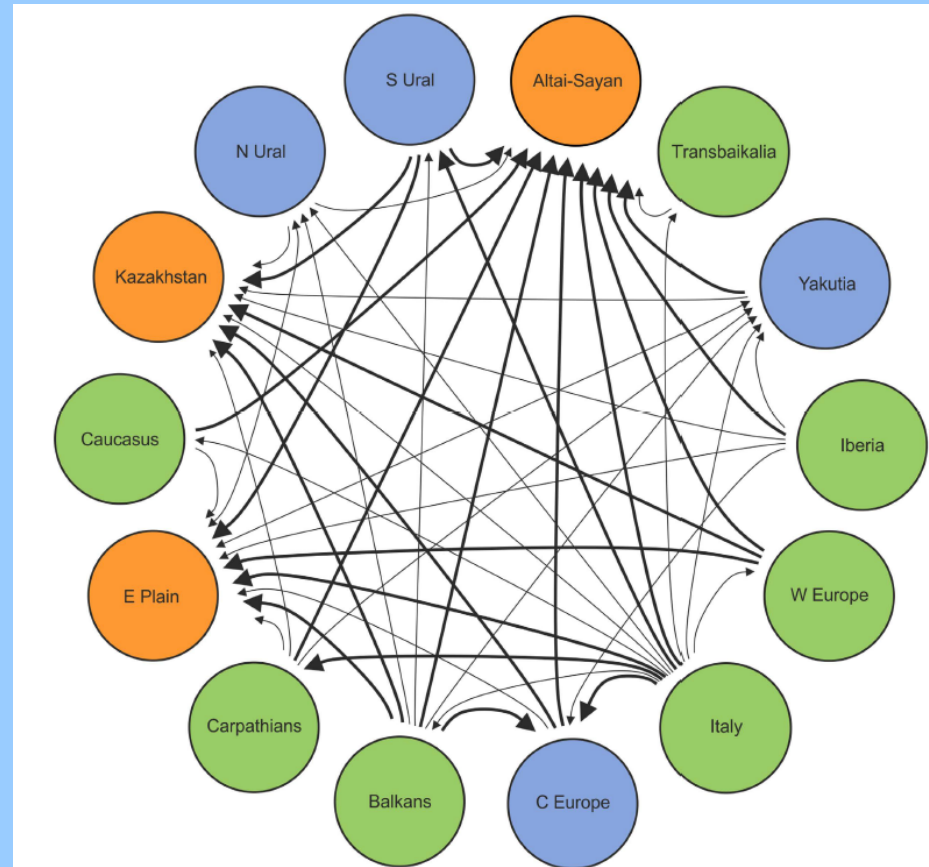 S Ural
Altai-Sayan
N Ural
Transbaikalia
Kazakhstan
Yakutia
Caucasus
Iberia
E Plain
W Europe
Carpathians
Italy
Balkans
C Europe